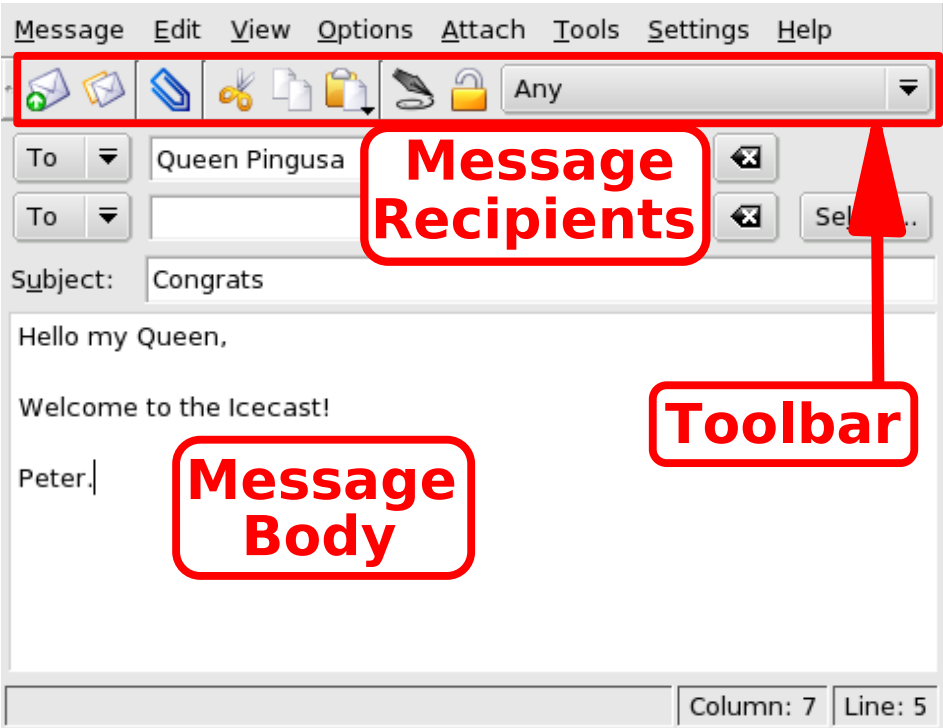 Message Edit View Options Attach Tools Settings Help
Any
To Queen Pingusa
Message
Recipients
To
Subject: Congrats
Hello my Queen,
Welcome to the Icecast!
Toolbar
Peter.
Message
Body
Column: 7 Line: 5